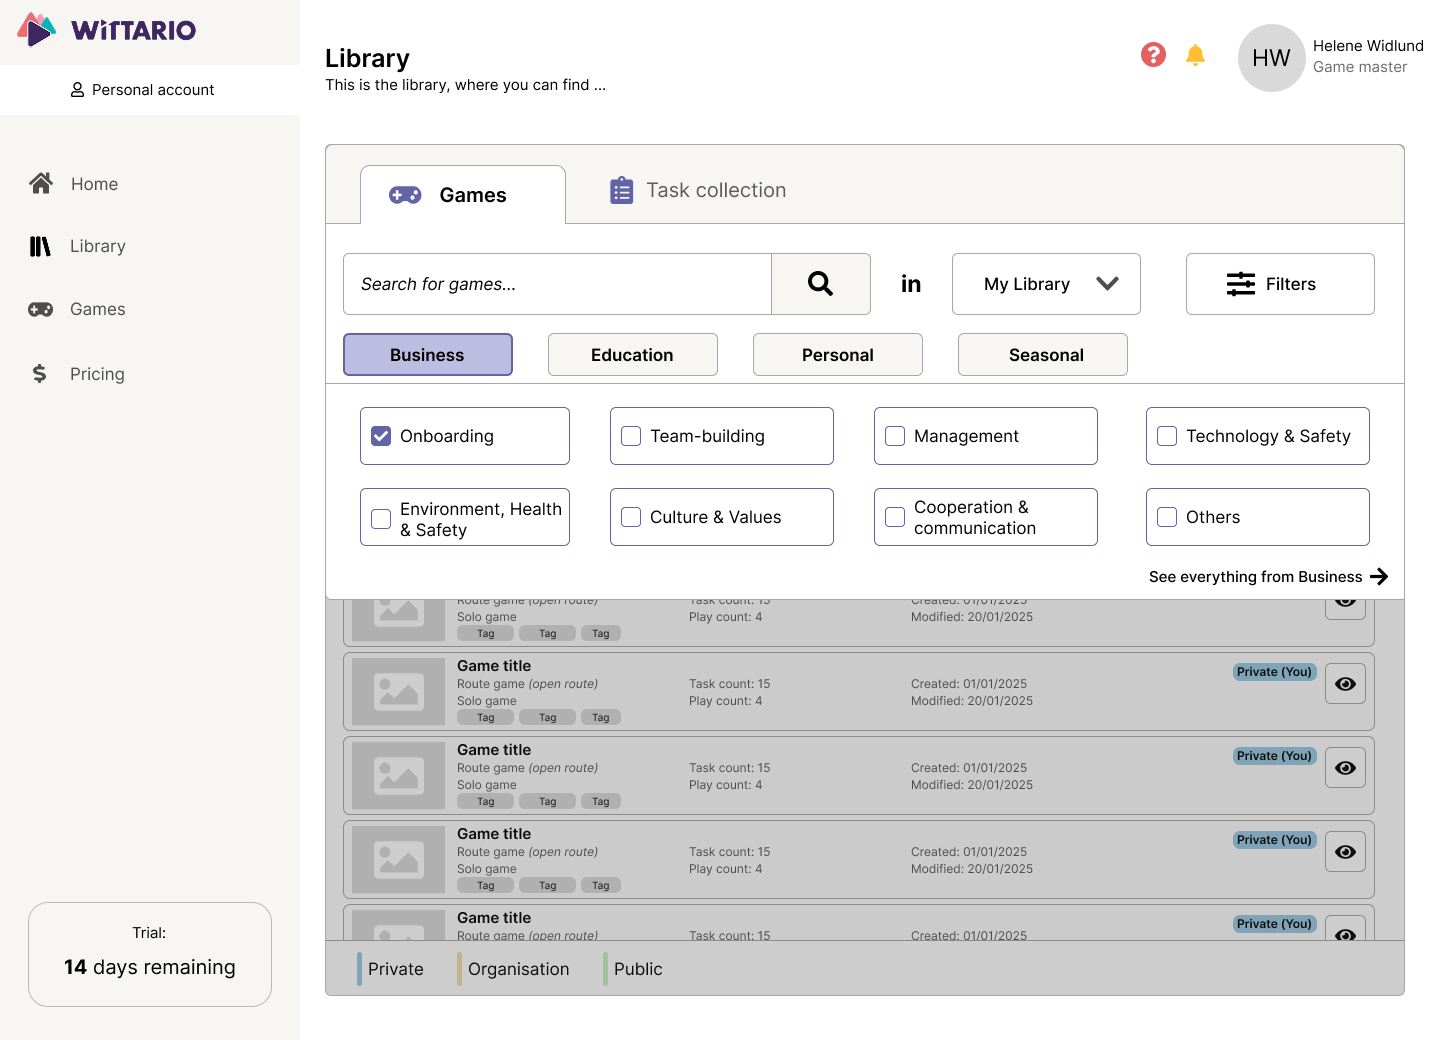 WiTTARIO
Personal account
Home
Library
Games
Pricing
Trial:
14 days remaining
Library
This is the library, where you can find ...
HW
Helene Widlund
Game master
Games
Task collection
Search for games...
in
My Library
Filters
Business
Education
Personal
Seasonal
Onboarding
Team-building
Management
Technology & Safety
Environment, Health
& Safety
Culture & Values
Cooperation &
communication
Others
See everything from Business
Route game (open route)
Task count: 15
Created: 01/01/2025
Solo game
Play count: 4
Modified: 20/01/2025
Tag
Tag
Tag
Game title
Private (You)
Route game (open route)
Task count: 15
Created: 01/01/2025
Solo game
Play count: 4
Modified: 20/01/2025
Tag
Tag
Tag
Game title
Private (You)
Route game (open route)
Task count: 15
Created: 01/01/2025
Solo game
Play count: 4
Modified: 20/01/2025
Tag
Tag
Tag
Game title
Private (You)
Route game (open route)
Task count: 15
Created: 01/01/2025
Solo game
Play count: 4
Modified: 20/01/2025
Tag
Tag
Tag
Game title
Private (You)
Route game (open route)
Task count: 15
Created: 01/01/2025
Private
Organisation
Public